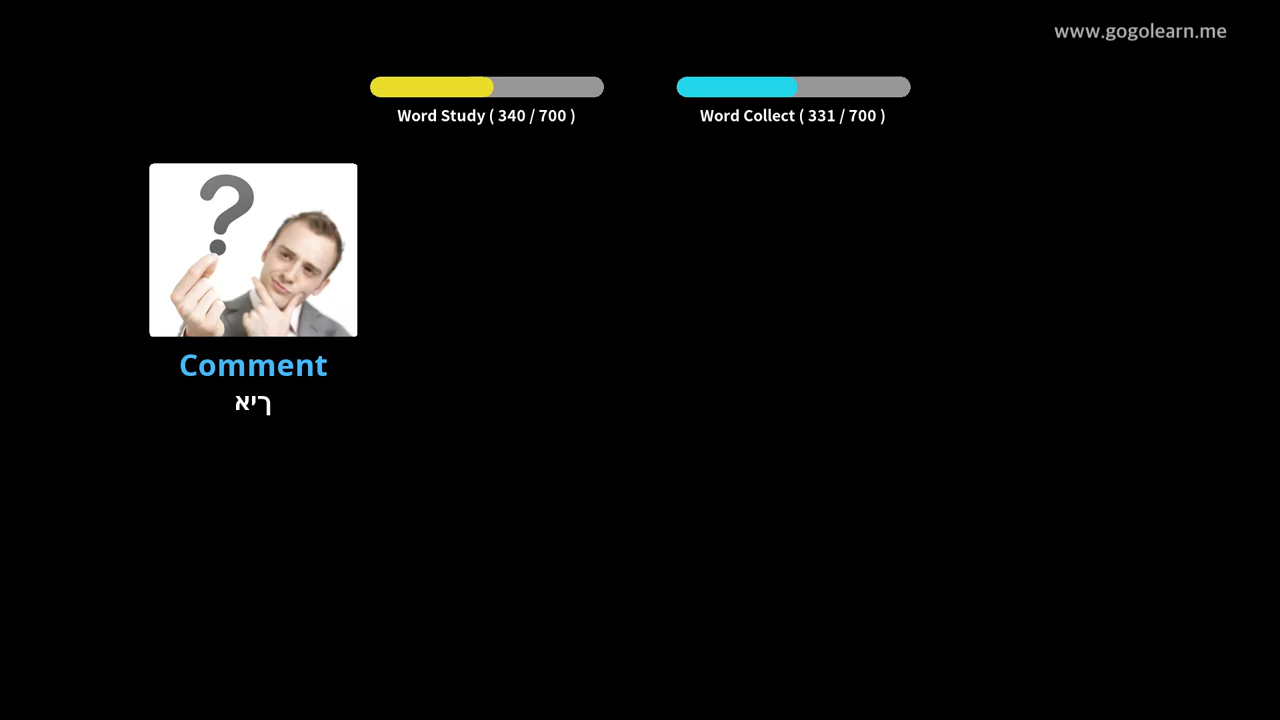 www.gogolearn.me
Word Study ( 340 / 700 )
Word Collect ( 331 / 700 )
Comment
ךיא